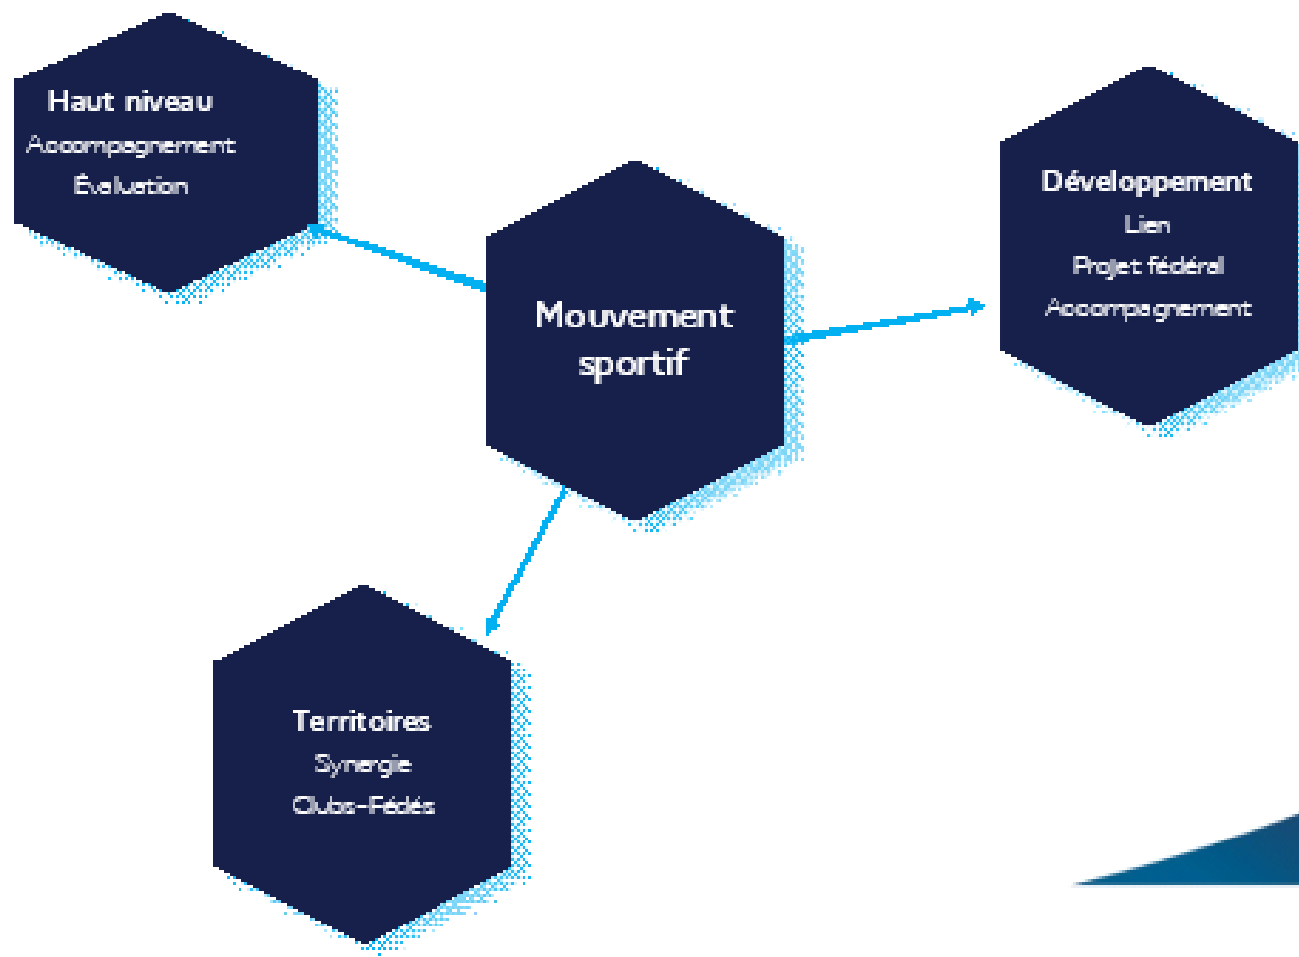 Haut niveau
Accompagnement
Évaluation
Mouvement
sportif
Développement
Lien
Projet fédéral
Accompagnement
Territoires
Synergie
Clubs-Fédés